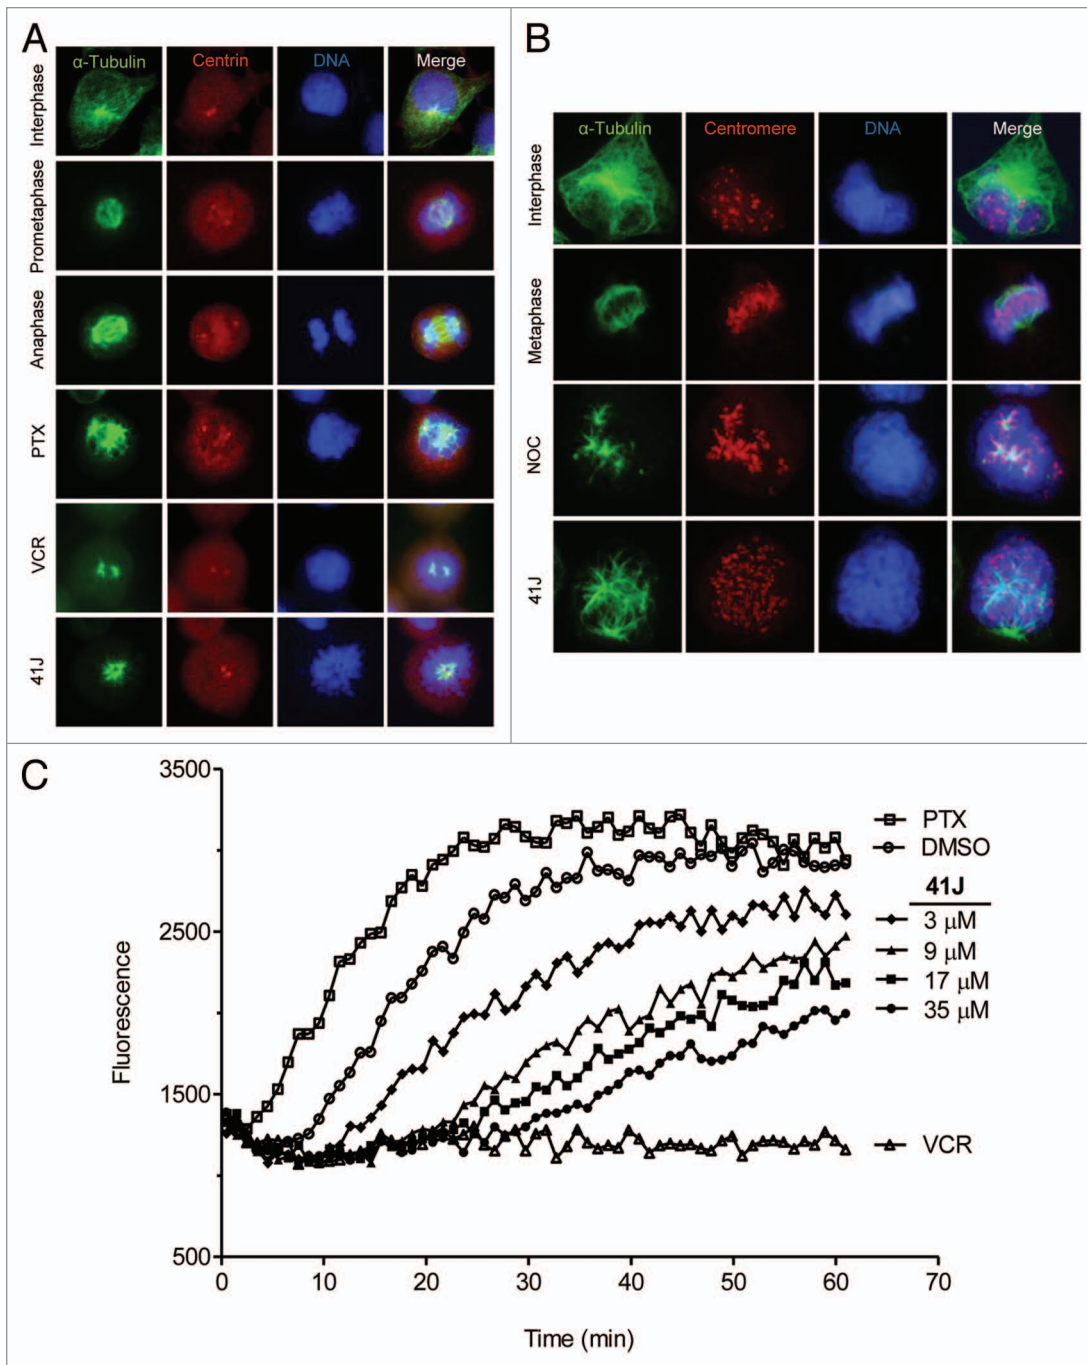 A
α-Tubulin Centrin DNA Merge
Interphase
Prometaphase
Anaphase
PTX
VCR
41J
B
α-Tubulin Centromere DNA Merge
Interphase
Metaphase
NOC
41J
C
3500
2500
1500
500
Fluorescence
0 10 20 30 40 50 60 70
Time (min)
PTX
DMSO
41J
3 μM
9 μM
17 μM
35 μM
VCR